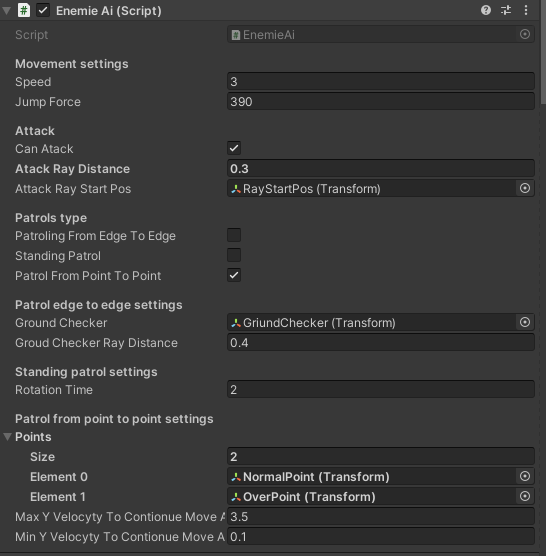 Enemie Ai (Script)
Script EnemieAi
Movement settings
Speed 3
Jump Force 390
Attack
Can Atack
Atack Ray Distance 0.3
Attack Ray Start Pos RayStartPos (Transform)
Patrols type
Patroling From Edge To Edge
Standing Patrol
Patrol From Point To Point
Patrol edge to edge settings
Ground Checker GriundChecker (Transform)
Groud Checker Ray Distance 0.4
Standing patrol settings
Rotation Time 2
Patrol from point to point settings
Points
Size 2
Element 0 NormalPoint (Transform)
Element 1 OverPoint (Transform)
Max Y Velocyty To Contionue Move A 3.5
Min Y Velocyty To Contionue Move A 0.1